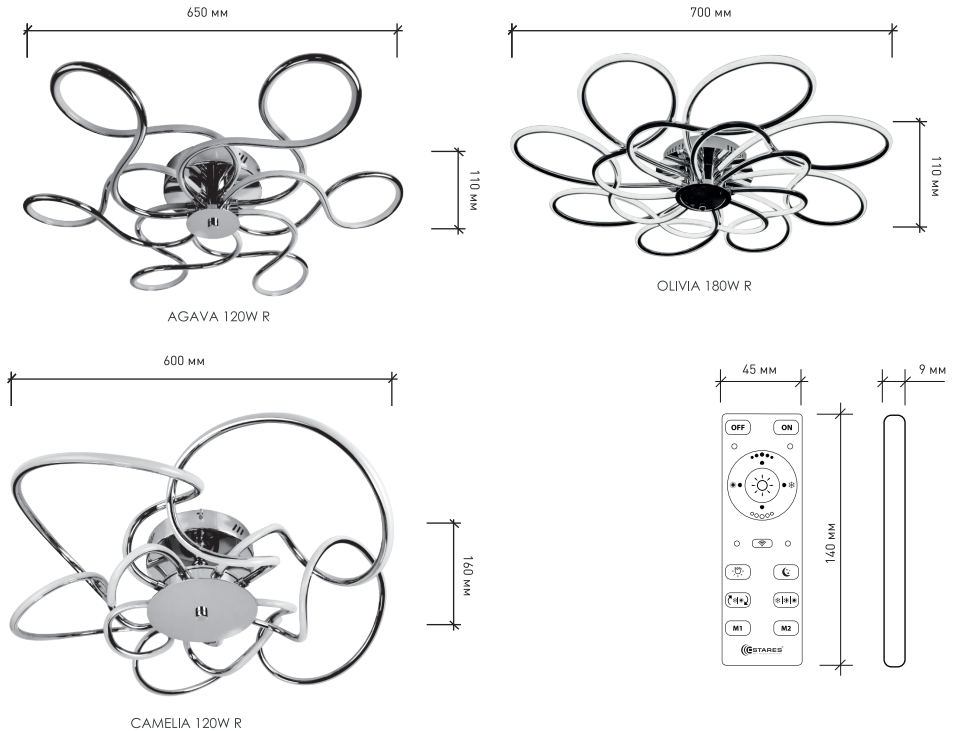 650 мм
700 мм
110 мм
110 мм
OLIVIA 180W R
AGAVA 120W R
600 мм
45 мм
9 мм
OFF
ON
160 мм
140 мм
M1
M2
ESTARES
CAMELIA 120W R